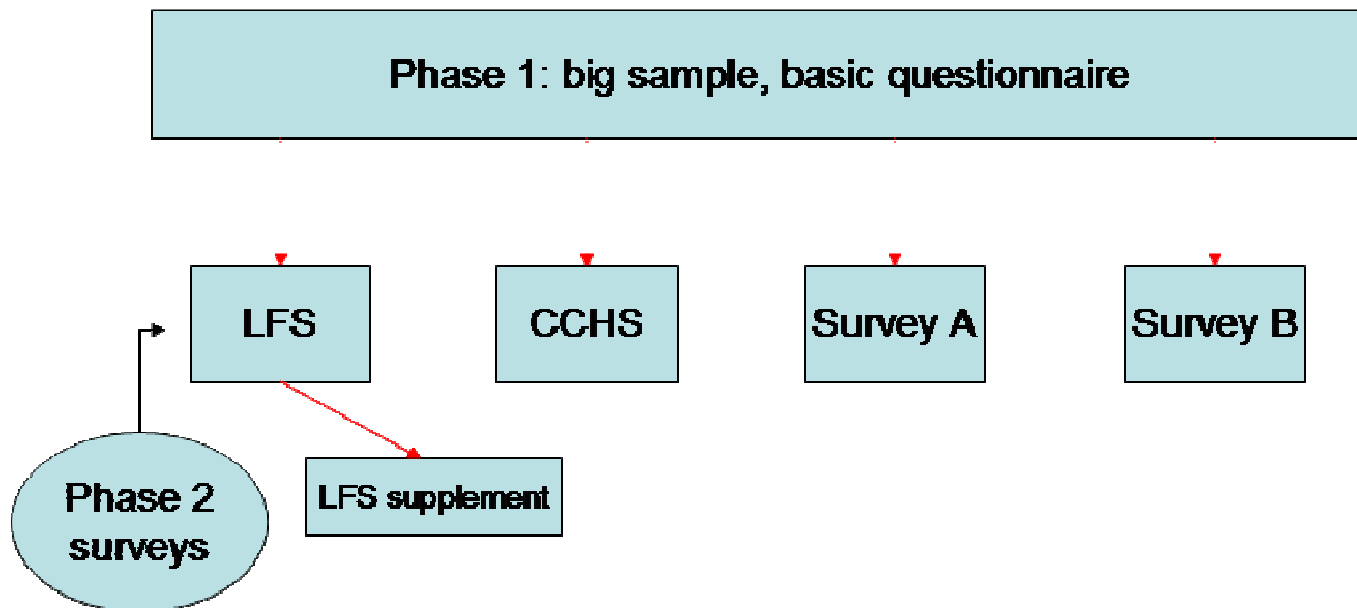 Phase 1: big sample, basic questionnaire
LFS
CCHS
Survey A
Survey B
LFS supplement
Phase 2
surveys